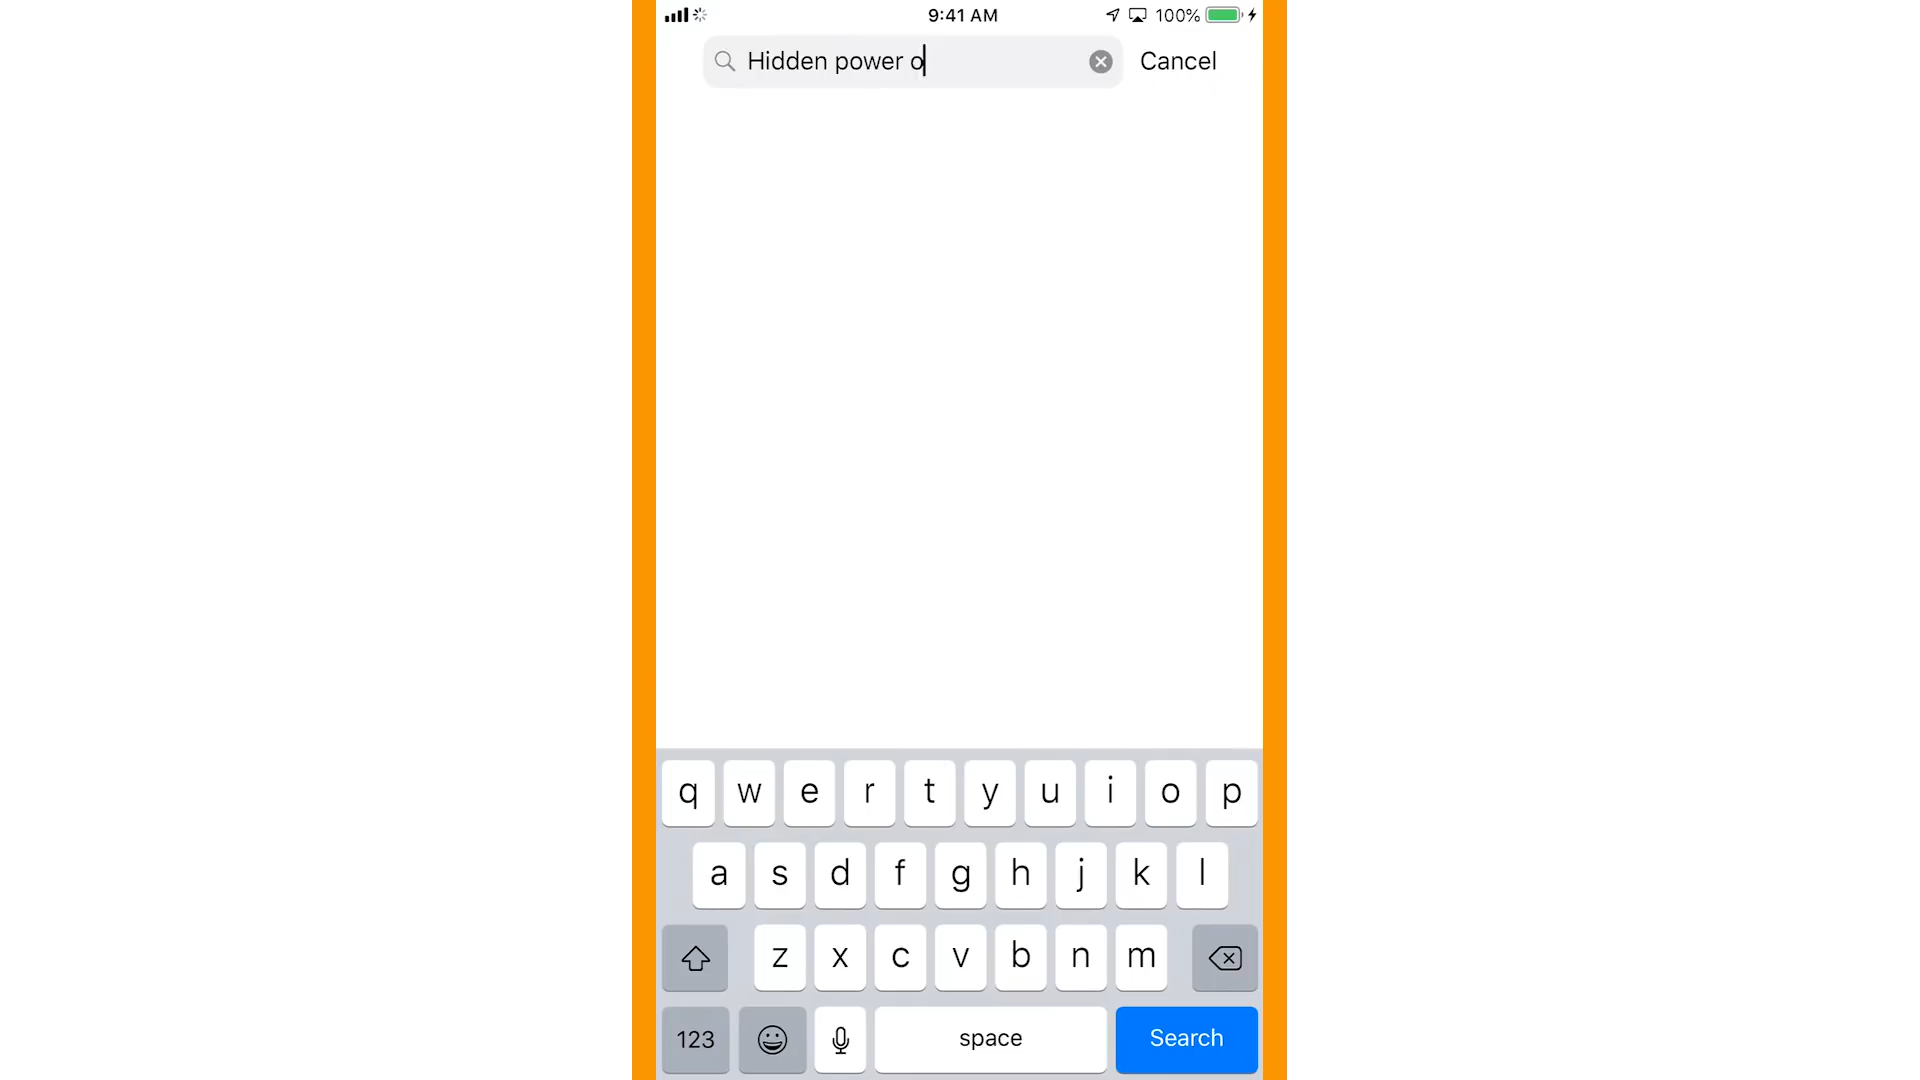 9:41 AM
100%
Hidden power o
Cancel
q w e r t y u i o p
a s d f g h j k l
z x c v b n m
123
space
Search